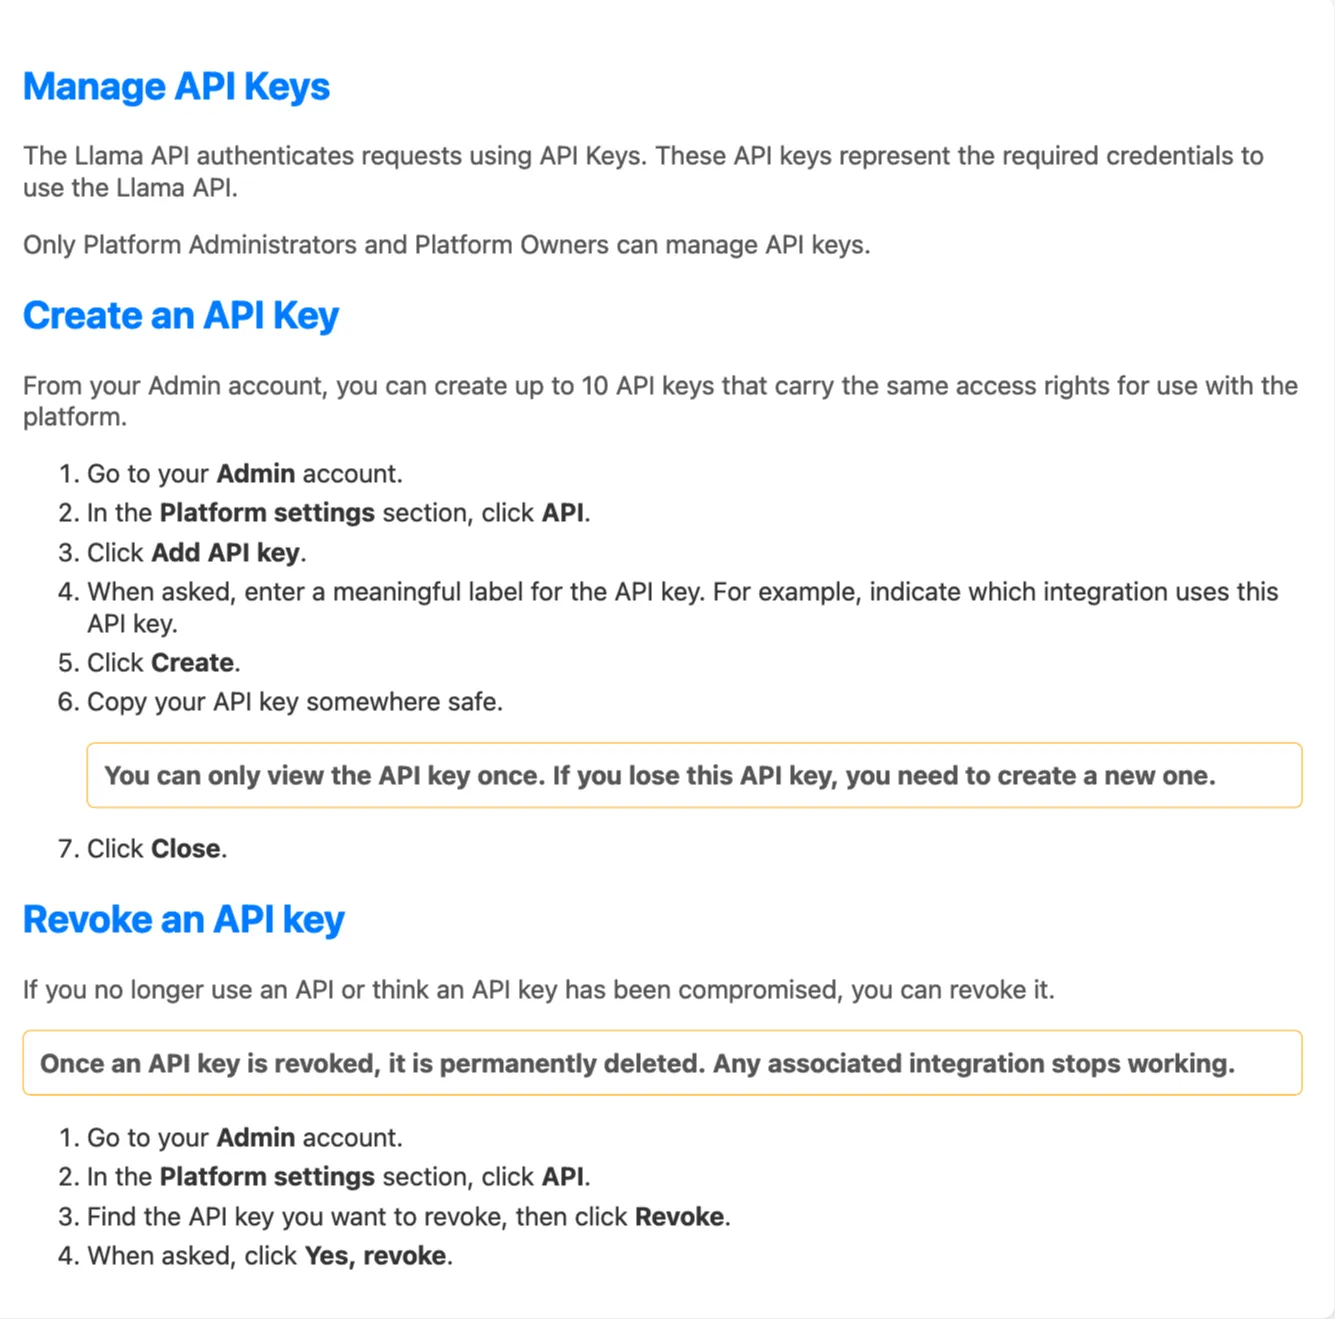 Manage API Keys
The Llama API authenticates requests using API Keys. These API keys represent the required credentials to
use the Llama API.
Only Platform Administrators and Platform Owners can manage API keys.
Create an API Key
From your Admin account, you can create up to 10 API keys that carry the same access rights for use with the
platform.
1. Go to your Admin account.
2. In the Platform settings section, click API.
3. Click Add API key.
4. When asked, enter a meaningful label for the API key. For example, indicate which integration uses this
API key.
5. Click Create.
6. Copy your API key somewhere safe.
You can only view the API key once. If you lose this API key, you need to create a new one.
7. Click Close.
Revoke an API key
If you no longer use an API or think an API key has been compromised, you can revoke it.
Once an API key is revoked, it is permanently deleted. Any associated integration stops working.
1. Go to your Admin account.
2. In the Platform settings section, click API.
3. Find the API key you want to revoke, then click Revoke.
4. When asked, click Yes, revoke.